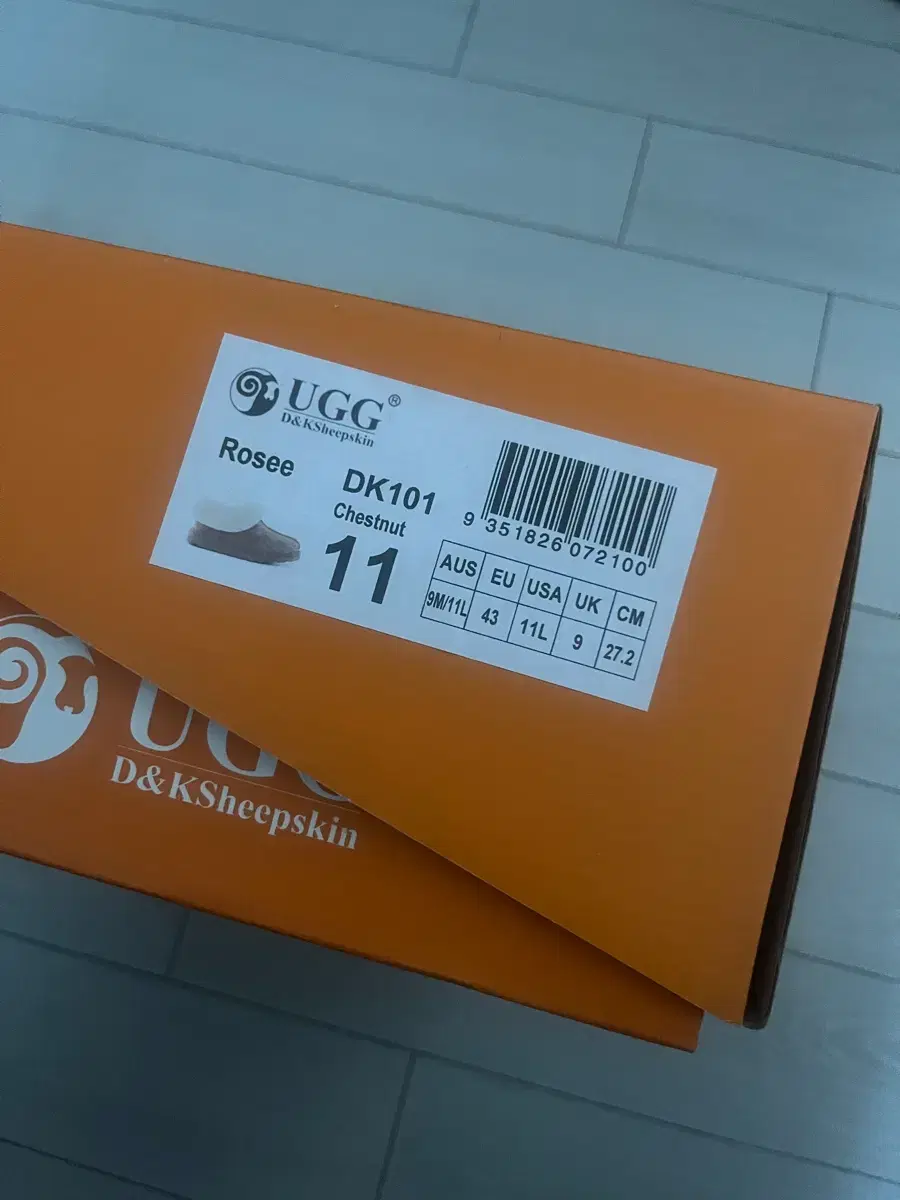 UGG®
D&KSheepskin
Rosee
DK101
Chestnut
11
9 351826 072100
AUS EU USA UK CM
9M/11L 43 11L 9 27.2
UGG
D&KSheepskin